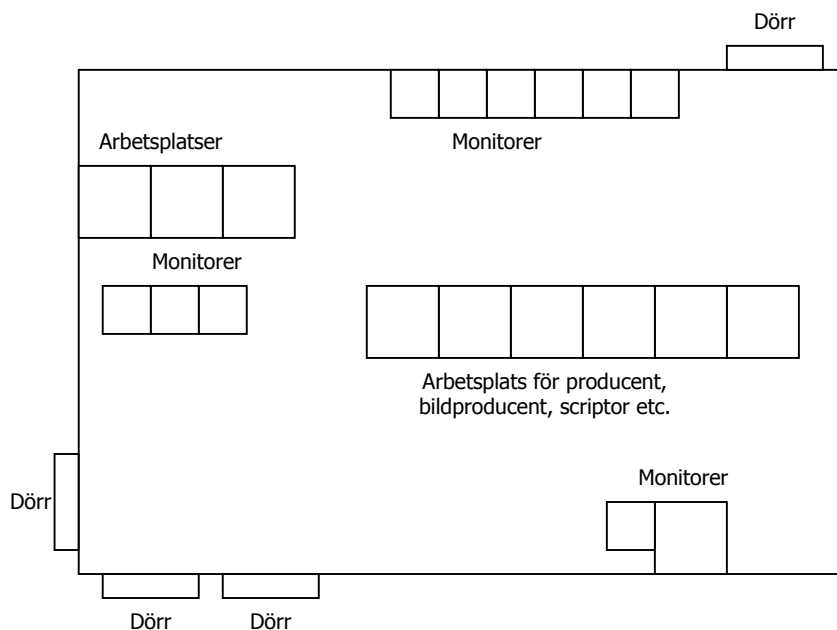 Dörr
Arbetsplatser
Monitorer
Monitorer
Arbetsplats för producent,
bildproducent, scriptor etc.
Monitorer
Dörr
Dörr
Dörr